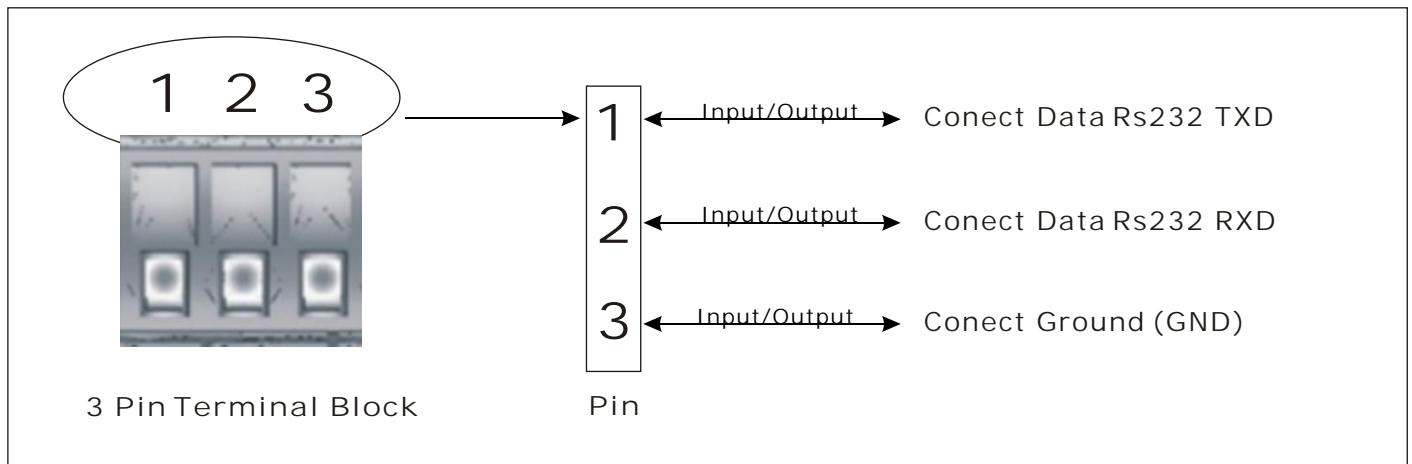 1 2 3
1 Input/Output Conect Data Rs232 TXD
2 Input/Output Conect Data Rs232 RXD
3 Input/Output Conect Ground (GND)
3 Pin Terminal Block Pin